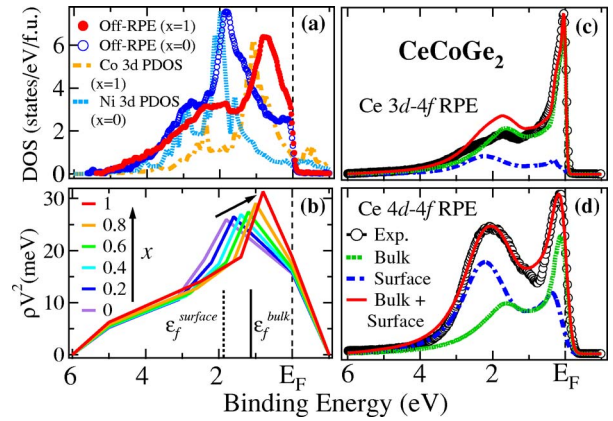 (a)
Off-RPE (x=1)
Off-RPE (x=0)
Co 3d PDOS
(x=1)
Ni 3d PDOS
(x=0)
DOS (states/eV/f.u.)
6
4
2
0
(b)
1
0.8
0.6
0.4
0.2
0
x
ρV² (meV)
30
20
10
0
ε_f^surface
ε_f^bulk
6
4
2
E_F
(c)
CeCoGe₂
Ce 3d-4f RPE
(d)
Ce 4d-4f RPE
Exp.
Bulk
Surface
Bulk +
Surface
6
4
2
E_F
Binding Energy (eV)